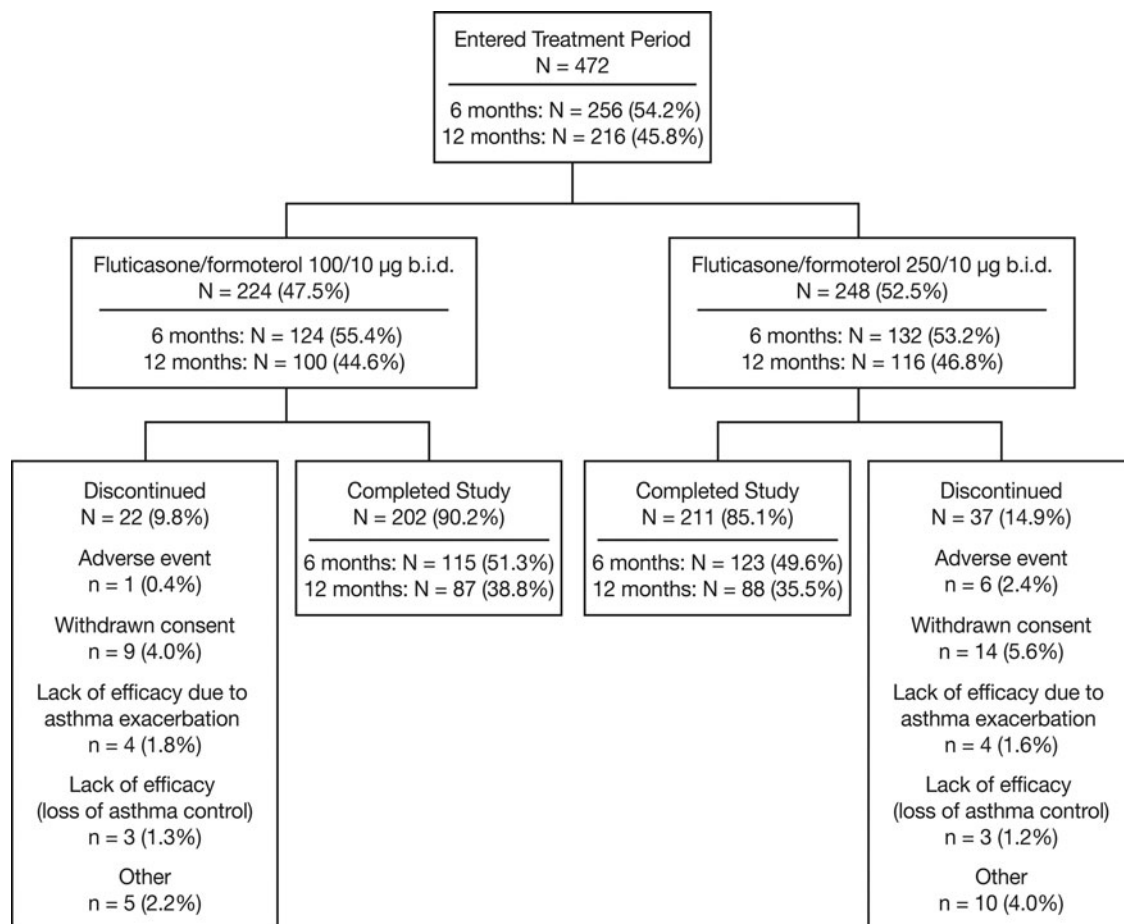 Entered Treatment Period
N = 472
6 months: N = 256 (54.2%)
12 months: N = 216 (45.8%)
Fluticasone/formoterol 100/10 µg b.i.d.
N = 224 (47.5%)
6 months: N = 124 (55.4%)
12 months: N = 100 (44.6%)
Fluticasone/formoterol 250/10 µg b.i.d.
N = 248 (52.5%)
6 months: N = 132 (53.2%)
12 months: N = 116 (46.8%)
Discontinued
N = 22 (9.8%)
Adverse event
n = 1 (0.4%)
Withdrawn consent
n = 9 (4.0%)
Lack of efficacy due to
asthma exacerbation
n = 4 (1.8%)
Lack of efficacy
(loss of asthma control)
n = 3 (1.3%)
Other
n = 5 (2.2%)
Completed Study
N = 202 (90.2%)
6 months: N = 115 (51.3%)
12 months: N = 87 (38.8%)
Completed Study
N = 211 (85.1%)
6 months: N = 123 (49.6%)
12 months: N = 88 (35.5%)
Discontinued
N = 37 (14.9%)
Adverse event
n = 6 (2.4%)
Withdrawn consent
n = 14 (5.6%)
Lack of efficacy due to
asthma exacerbation
n = 4 (1.6%)
Lack of efficacy
(loss of asthma control)
n = 3 (1.2%)
Other
n = 10 (4.0%)